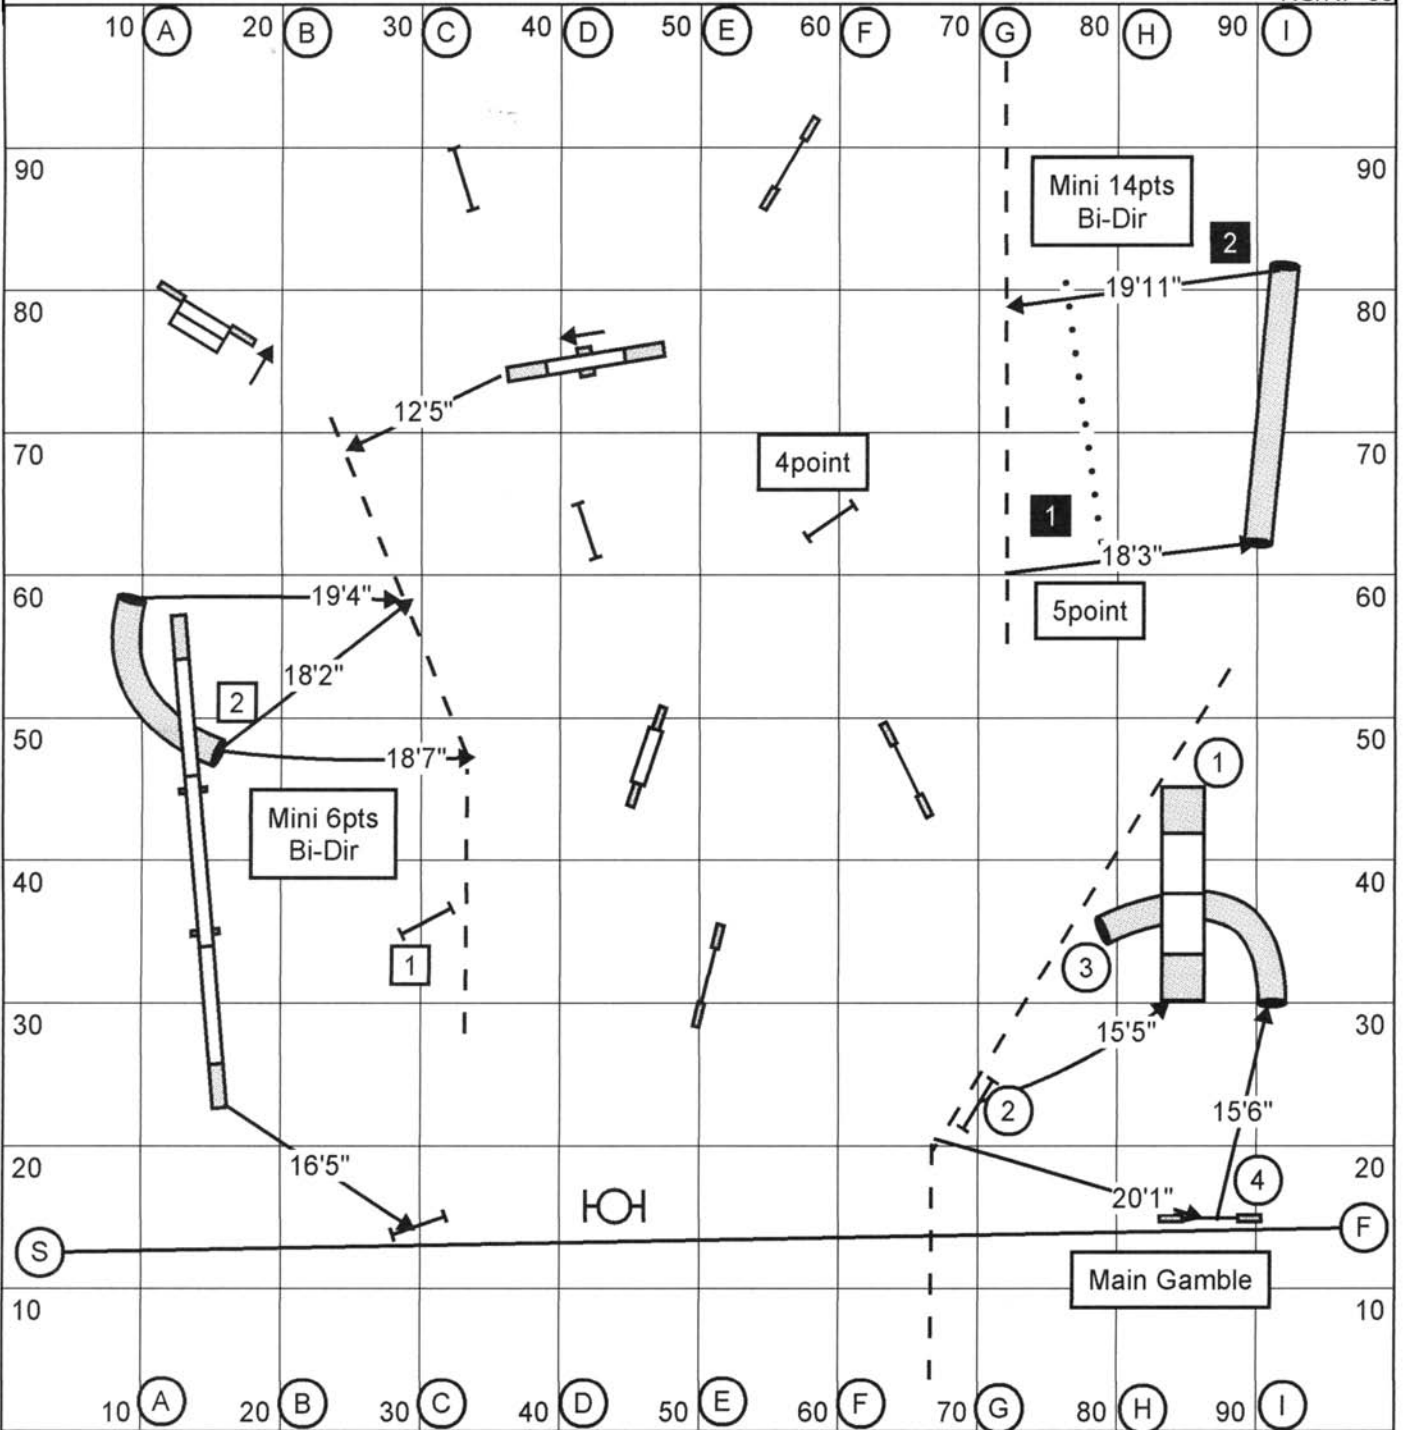 10 A 20 B 30 C 40 D 50 E 60 F 70 G 80 H 90 I
90 90
Mini 14pts
Bi-Dir
2
80 19'11" 80
12'5"
70 4point 70
1
18'3"
60 19'4" 5point 60
18'2"
2
50 18'7" 50
1
Mini 6pts
Bi-Dir
40 40
1 3
30 15'5" 30
2 15'6"
20 16'5" 20
4
20'1"
S F
Main Gamble
10 10
10 A 20 B 30 C 40 D 50 E 60 F 70 G 80 H 90 I